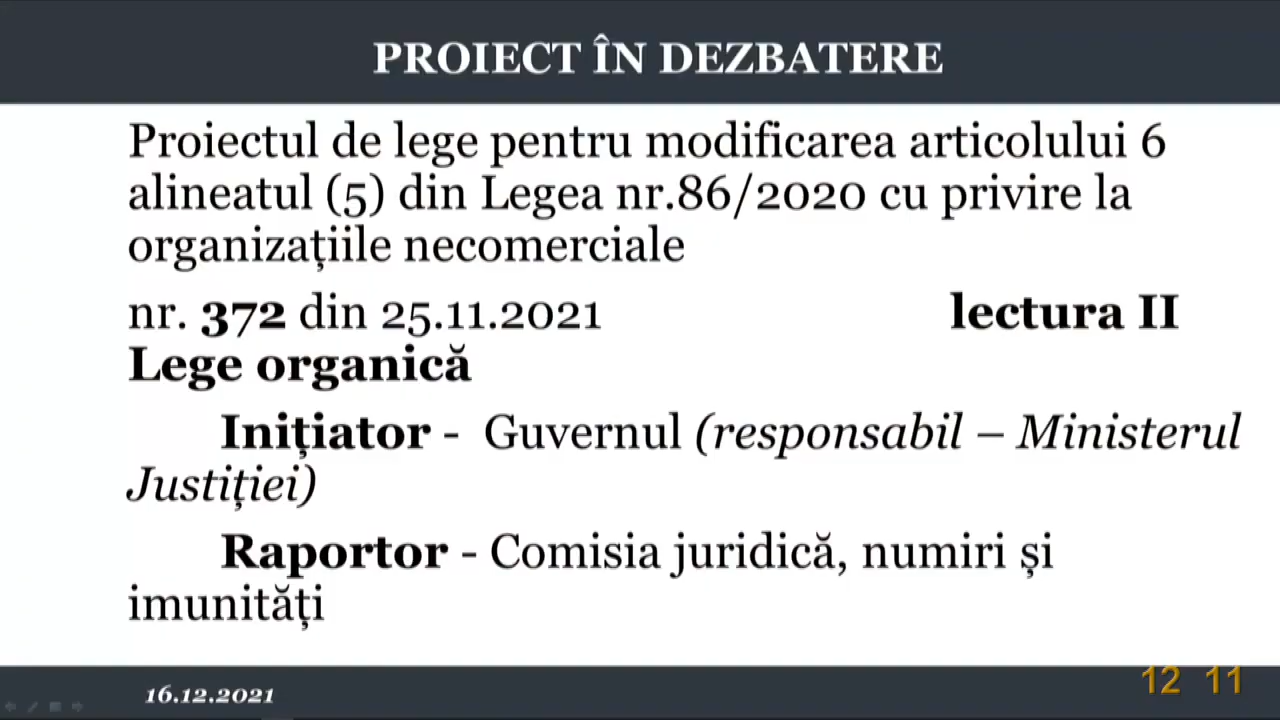 PROIECT ÎN DEZBATERE
Proiectul de lege pentru modificarea articolului 6
alineatul (5) din Legea nr.86/2020 cu privire la
organizațiile necomerciale
nr. 372 din 25.11.2021 lectura II
Lege organică
Inițiator - Guvernul (responsabil – Ministerul
Justiției)
Raportor - Comisia juridică, numiri și
imunități
16.12.2021
12 11